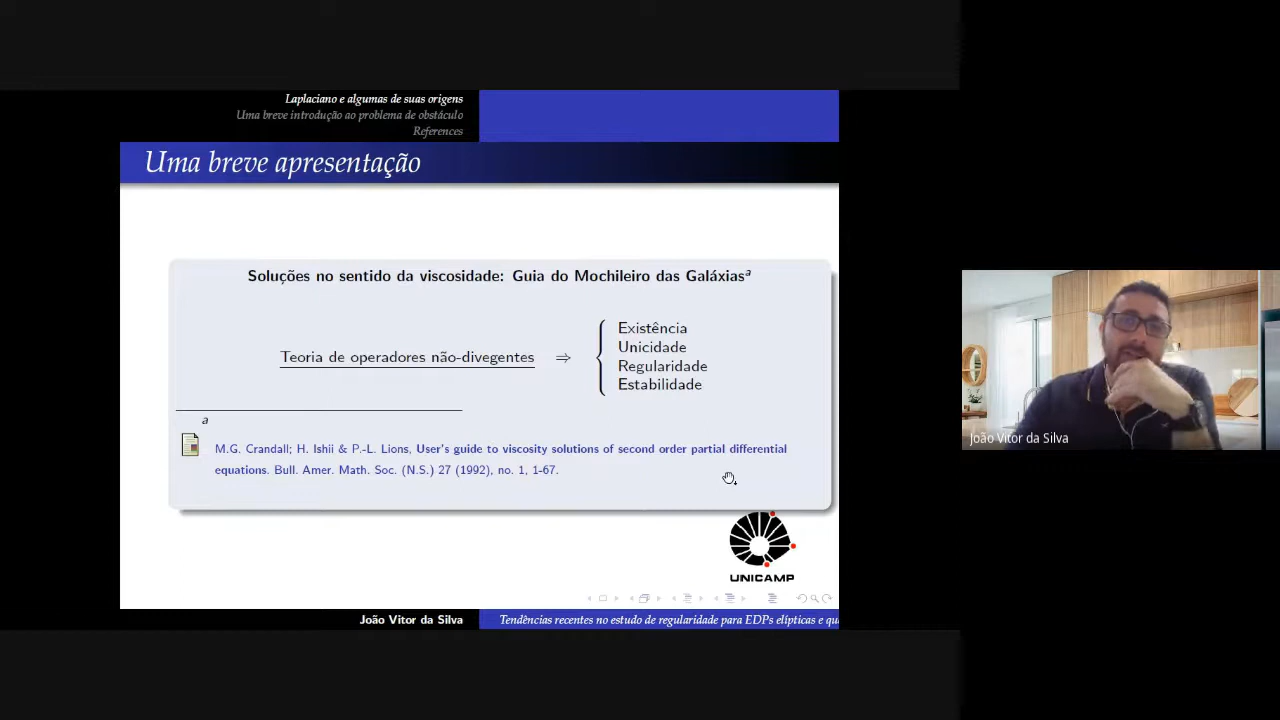 Laplaciano e algumas de suas origens
Uma breve introdução ao problema de obstáculo
References
Uma breve apresentação
Soluções no sentido da viscosidade: Guia do Mochileiro das Galáxiasᵃ
Teoria de operadores não-divegentes ⇒ {
Existência
Unicidade
Regularidade
Estabilidade
a
M.G. Crandall; H. Ishii & P.-L. Lions, User's guide to viscosity solutions of second order partial differential
equations. Bull. Amer. Math. Soc. (N.S.) 27 (1992), no. 1, 1-67.
UNICAMP
João Vitor da Silva
Tendências recentes no estudo de regularidade para EDPs elípticas e qu
João Vitor da Silva